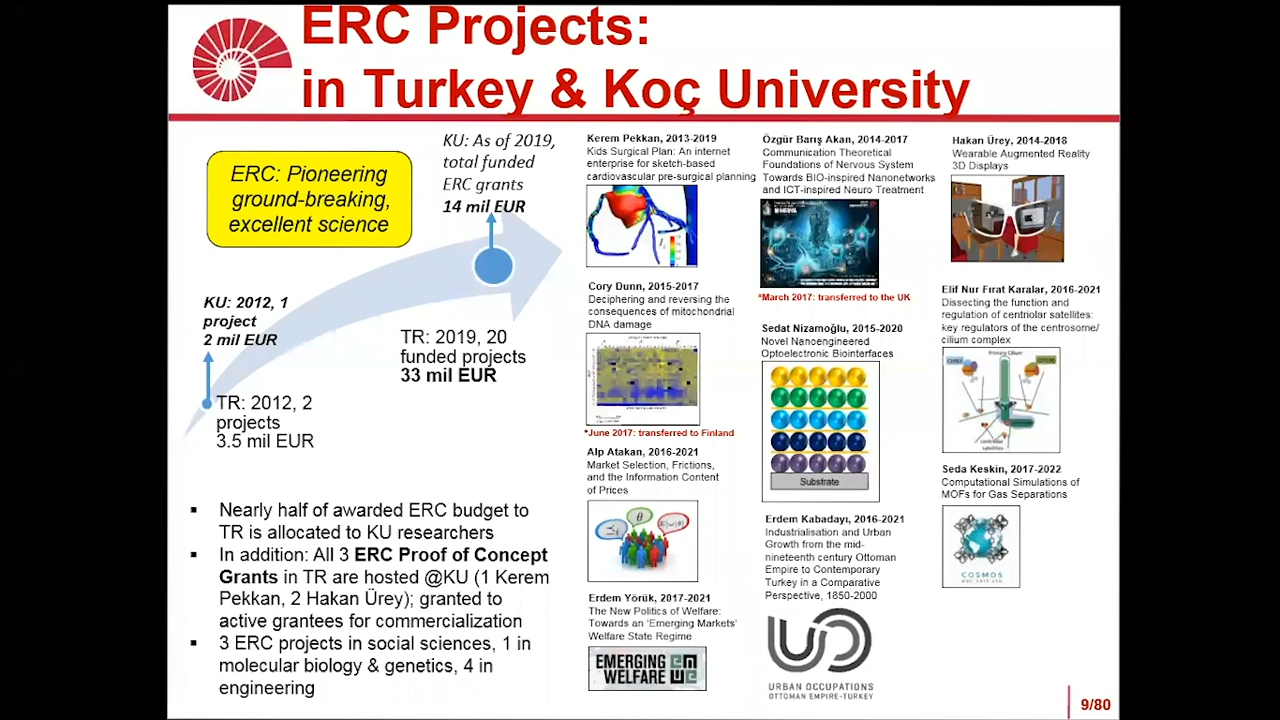 ERC Projects:
in Turkey & Koç University
ERC: Pioneering
ground-breaking,
excellent science
KU: As of 2019,
total funded
ERC grants
14 mil EUR
KU: 2012, 1
project
2 mil EUR
TR: 2019, 20
funded projects
33 mil EUR
TR: 2012, 2
projects
3.5 mil EUR
▪ Nearly half of awarded ERC budget to
TR is allocated to KU researchers
▪ In addition: All 3 ERC Proof of Concept
Grants in TR are hosted @KU (1 Kerem
Pekkan, 2 Hakan Ürey); granted to
active grantees for commercialization
▪ 3 ERC projects in social sciences, 1 in
molecular biology & genetics, 4 in
engineering
Kerem Pekkan, 2013-2019
Kids Surgical Plan: An internet
enterprise for sketch-based
cardiovascular pre-surgical planning
Cory Dunn, 2015-2017
Deciphering and reversing the
consequences of mitochondrial
DNA damage
*June 2017: transferred to Finland
Alp Atakan, 2016-2021
Market Selection, Frictions,
and the Information Content
of Prices
Erdem Yörük, 2017-2021
The New Politics of Welfare:
Towards an 'Emerging Markets'
Welfare State Regime
EMERGING
WELFARE
Özgür Barış Akan, 2014-2017
Communication Theoretical
Foundations of Nervous System
Towards BIO-inspired Nanonetworks
and ICT-inspired Neuro Treatment
*March 2017: transferred to the UK
Sedat Nizamoğlu, 2015-2020
Novel Nanoengineered
Optoelectronic Biointerfaces
Substrate
Erdem Kabadayı, 2016-2021
Industrialisation and Urban
Growth from the mid-
nineteenth century Ottoman
Empire to Contemporary
Turkey in a Comparative
Perspective, 1850-2000
URBAN OCCUPATIONS
OTTOMAN EMPIRE-TURKEY
Hakan Ürey, 2014-2018
Wearable Augmented Reality
3D Displays
Elif Nur Fırat Karalar, 2016-2021
Dissecting the function and
regulation of centriolar satellites:
key regulators of the centrosome/
cilium complex
Primary Cilium
Seda Keskin, 2017-2022
Computational Simulations of
MOFs for Gas Separations
COSMOS
9/80